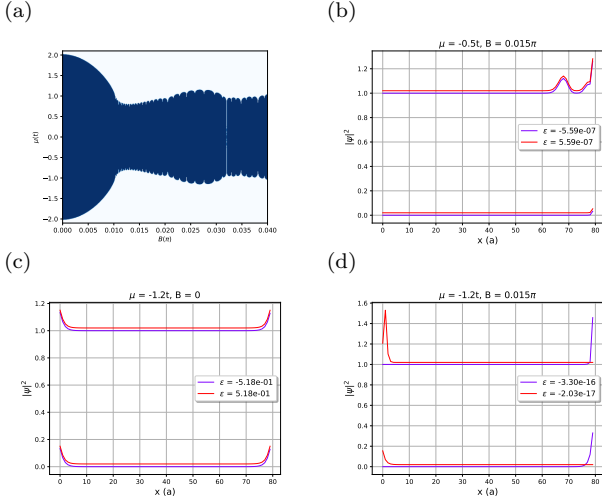 (a)
2.0
1.5
1.0
0.5
0.0
−0.5
−1.0
−1.5
−2.0
μ(t)
0.000 0.005 0.010 0.015 0.020 0.025 0.030 0.035 0.040
B(π)
(b)
μ = -0.5t, B = 0.015π
1.2
1.0
0.8
0.6
0.4
0.2
0.0
|ψ|²
ε = -5.59e-07
ε = 5.59e-07
0 10 20 30 40 50 60 70 80
x (a)
(c)
μ = -1.2t, B = 0
1.2
1.0
0.8
0.6
0.4
0.2
0.0
|ψ|²
ε = -5.18e-01
ε = 5.18e-01
0 10 20 30 40 50 60 70 80
x (a)
(d)
μ = -1.2t, B = 0.015π
1.6
1.4
1.2
1.0
0.8
0.6
0.4
0.2
0.0
|ψ|²
ε = -3.30e-16
ε = -2.03e-17
0 10 20 30 40 50 60 70 80
x (a)